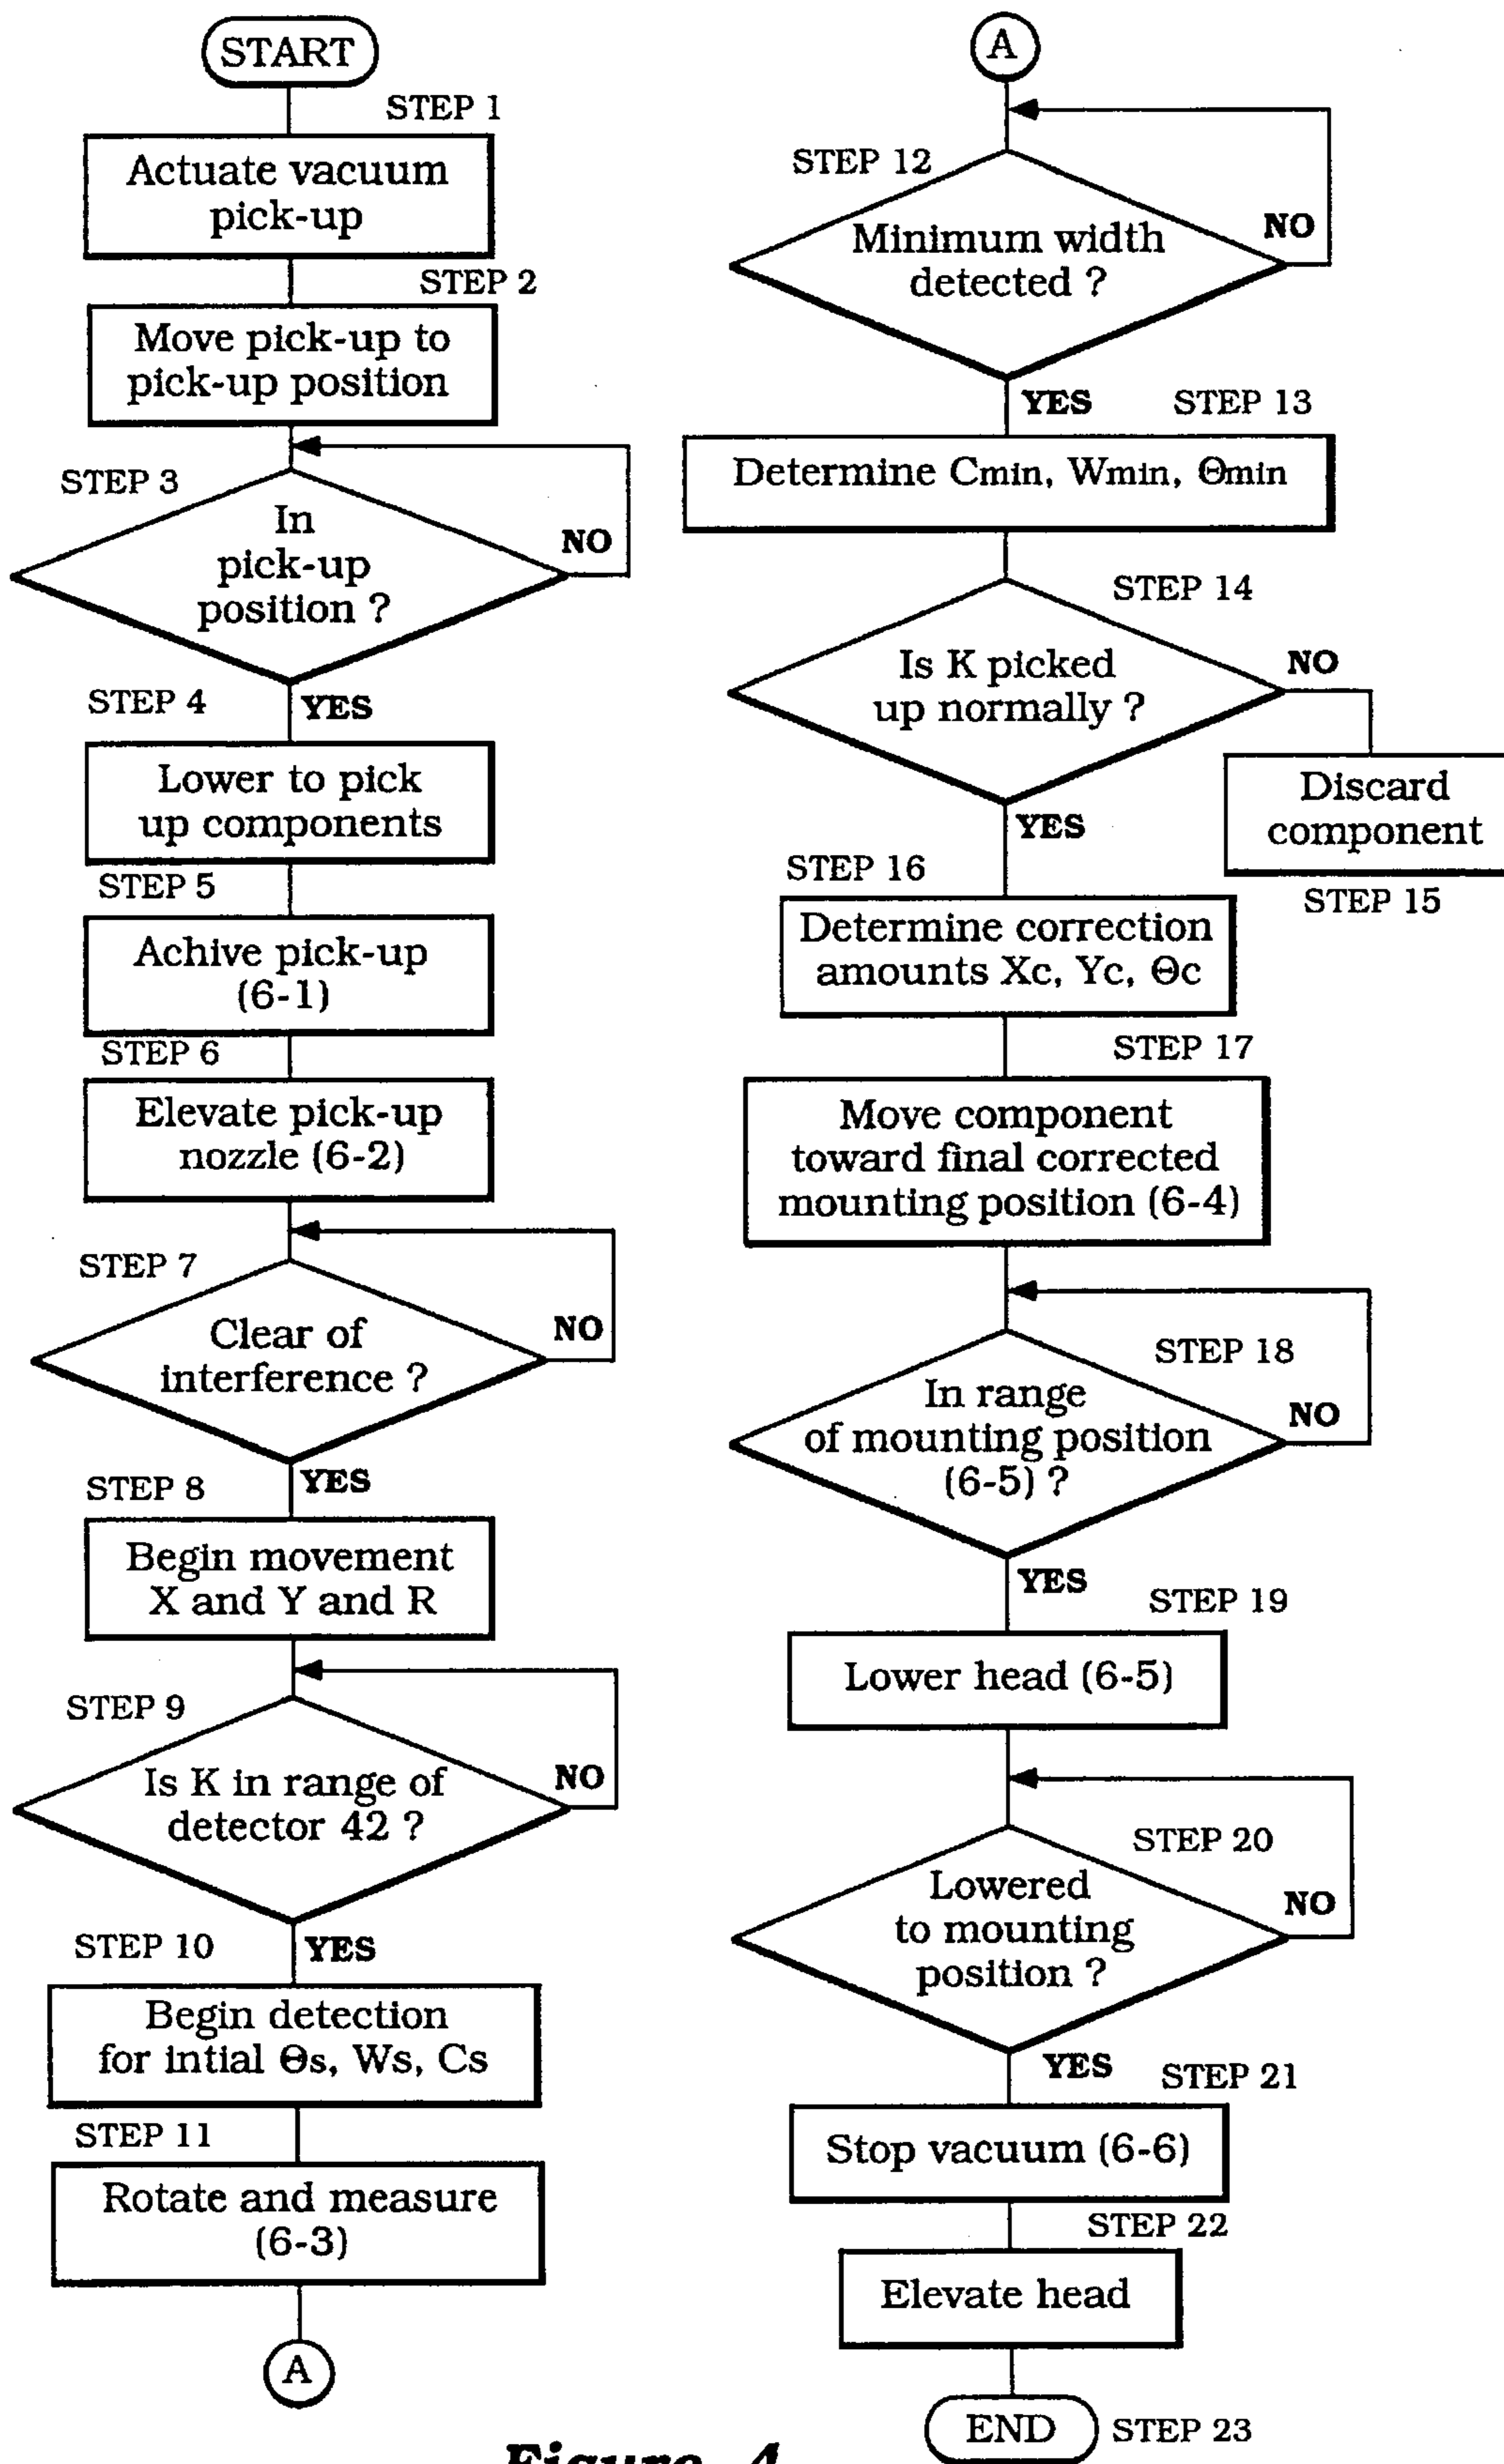 START
STEP 1
Actuate vacuum
pick-up
STEP 2
Move pick-up to
pick-up position
STEP 3
In
pick-up
position ?
NO
YES
STEP 4
Lower to pick
up components
STEP 5
Achive pick-up
(6-1)
STEP 6
Elevate pick-up
nozzle (6-2)
STEP 7
Clear of
interference ?
NO
YES
STEP 8
Begin movement
X and Y and R
STEP 9
Is K in range of
detector 42 ?
NO
YES
STEP 10
Begin detection
for intial Θs, Ws, Cs
STEP 11
Rotate and measure
(6-3)
A
A
STEP 12
Minimum width
detected ?
NO
YES
STEP 13
Determine Cmin, Wmin, Θmin
STEP 14
Is K picked
up normally ?
NO
YES
Discard
component
STEP 15
STEP 16
Determine correction
amounts Xc, Yc, Θc
STEP 17
Move component
toward final corrected
mounting position (6-4)
STEP 18
In range
of mounting position
(6-5) ?
NO
YES
STEP 19
Lower head (6-5)
STEP 20
Lowered
to mounting
position ?
NO
YES
STEP 21
Stop vacuum (6-6)
STEP 22
Elevate head
END
STEP 23
Figure 4